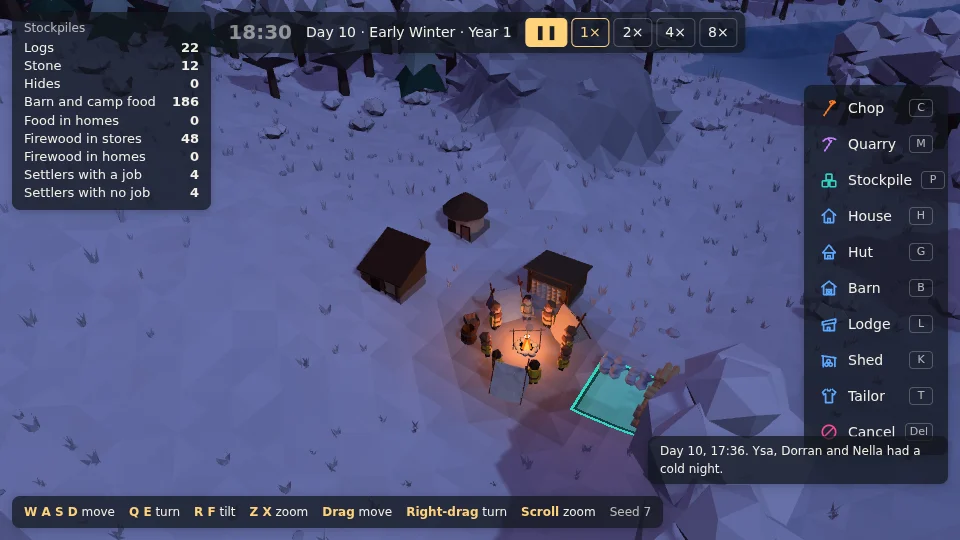 Stockpiles
Logs 22
Stone 12
Hides 0
Barn and camp food 186
Food in homes 0
Firewood in stores 48
Firewood in homes 0
Settlers with a job 4
Settlers with no job 4
18:30 Day 10 · Early Winter · Year 1 1× 2× 4× 8×
Chop C
Quarry M
Stockpile P
House H
Hut G
Barn B
Lodge L
Shed K
Tailor T
Cancel Del
Day 10, 17:36. Ysa, Dorran and Nella had a
cold night.
W A S D move Q E turn R F tilt Z X zoom Drag move Right-drag turn Scroll zoom Seed 7